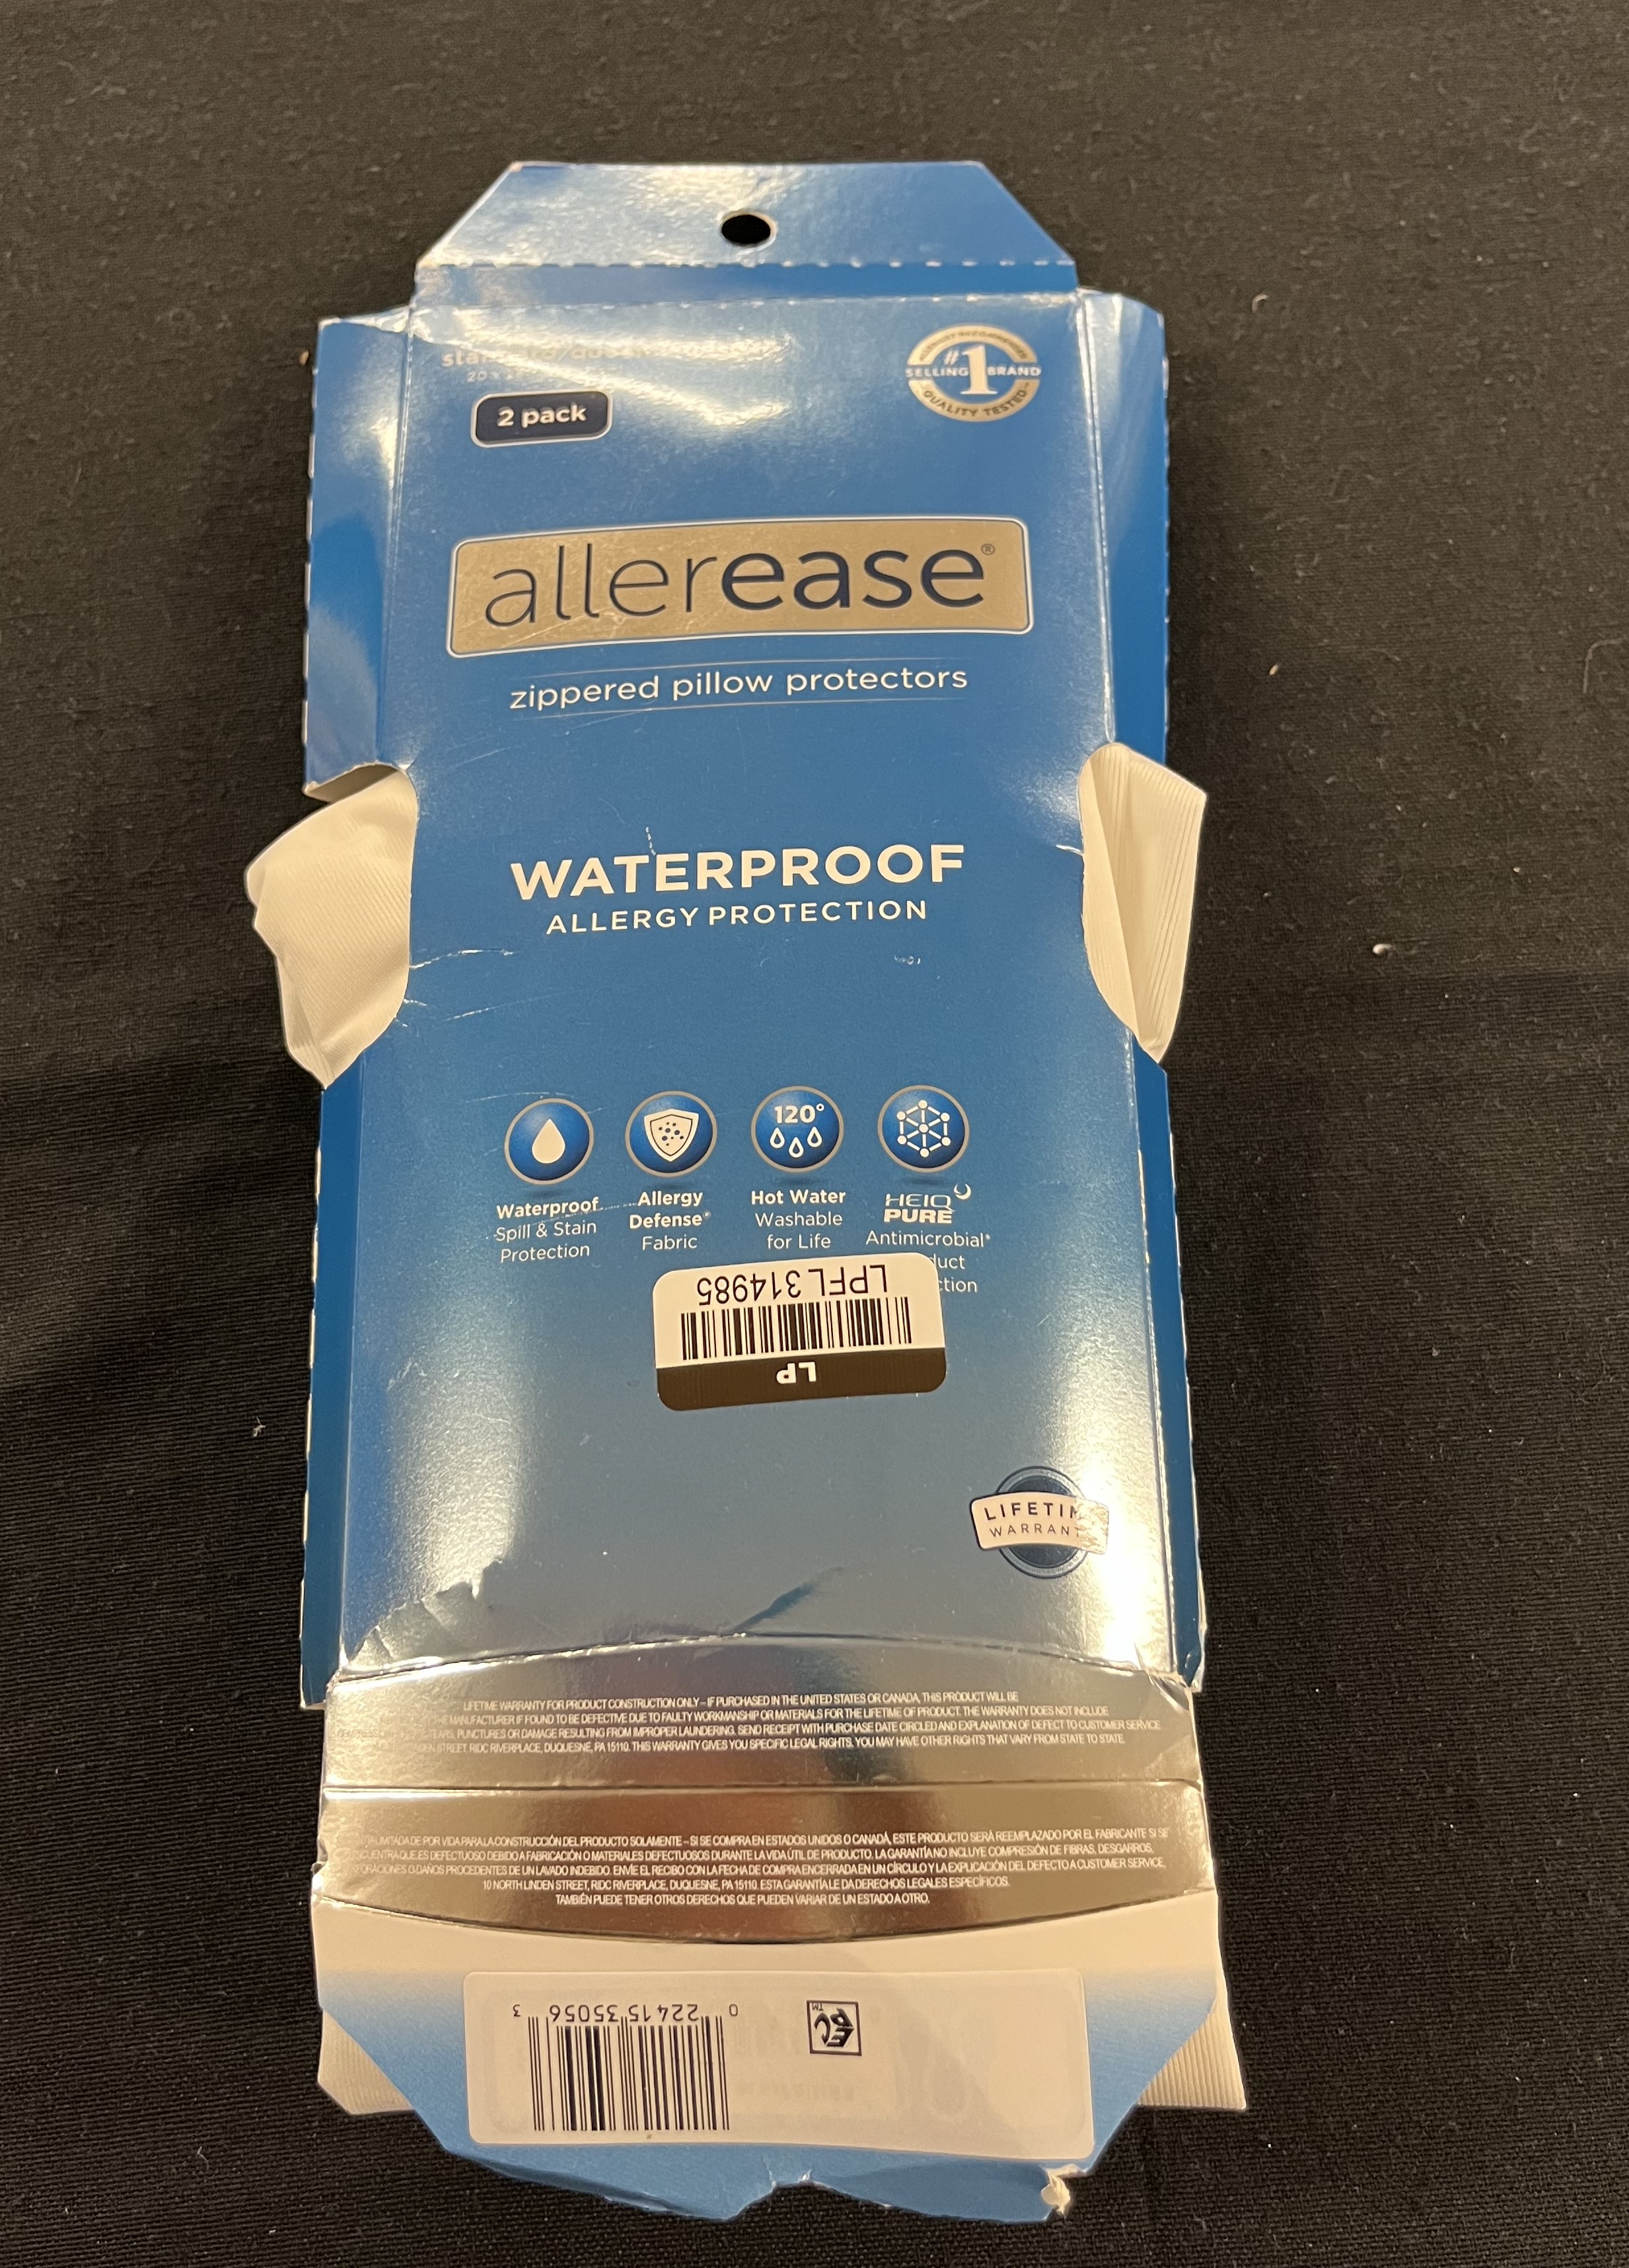 2 pack
#1
SELLING BRAND
QUALITY TESTED
allerease®
zippered pillow protectors
WATERPROOF
ALLERGY PROTECTION
Waterproof
Spill & Stain
Protection
Allergy
Defense®
Fabric
120°
Hot Water
Washable
for Life
HEIQ
PURE
Antimicrobial*
LPFL314985
LP
LIFETIM
WARRANT
LIFETIME WARRANTY FOR PRODUCT CONSTRUCTION ONLY – IF PURCHASED IN THE UNITED STATES OR CANADA, THIS PRODUCT WILL BE
THE MANUFACTURER IF FOUND TO BE DEFECTIVE DUE TO FAULTY WORKMANSHIP OR MATERIALS FOR THE LIFETIME OF PRODUCT. THE WARRANTY DOES NOT INCLUDE
TEARS, PUNCTURES OR DAMAGE RESULTING FROM IMPROPER LAUNDERING. SEND RECEIPT WITH PURCHASE DATE CIRCLED AND EXPLANATION OF DEFECT TO CUSTOMER SERVICE,
STREET, RIDC RIVERPLACE, DUQUESNE, PA 15110. THIS WARRANTY GIVES YOU SPECIFIC LEGAL RIGHTS. YOU MAY HAVE OTHER RIGHTS THAT VARY FROM STATE TO STATE.
LIMITADA DE POR VIDA PARA LA CONSTRUCCIÓN DEL PRODUCTO SOLAMENTE – SI SE COMPRA EN ESTADOS UNIDOS O CANADÁ, ESTE PRODUCTO SERÁ REEMPLAZADO POR EL FABRICANTE SI SE
QUE ES DEFECTUOSO DEBIDO A FABRICACIÓN O MATERIALES DEFECTUOSOS DURANTE LA VIDA ÚTIL DE PRODUCTO. LA GARANTÍA NO INCLUYE COMPRESIÓN DE FIBRAS, DESGARROS,
O DAÑOS PROCEDENTES DE UN LAVADO INDEBIDO. ENVÍE EL RECIBO CON LA FECHA DE COMPRA ENCERRADA EN UN CÍRCULO Y LA EXPLICACIÓN DEL DEFECTO A CUSTOMER SERVICE,
10 NORTH LINDEN STREET, RIDC RIVERPLACE, DUQUESNE, PA 15110. ESTA GARANTÍA LE DA DERECHOS LEGALES ESPECÍFICOS.
TAMBIÉN PUEDE TENER OTROS DERECHOS QUE PUEDEN VARIAR DE UN ESTADO A OTRO.
0 22415 35056 3
EPC™